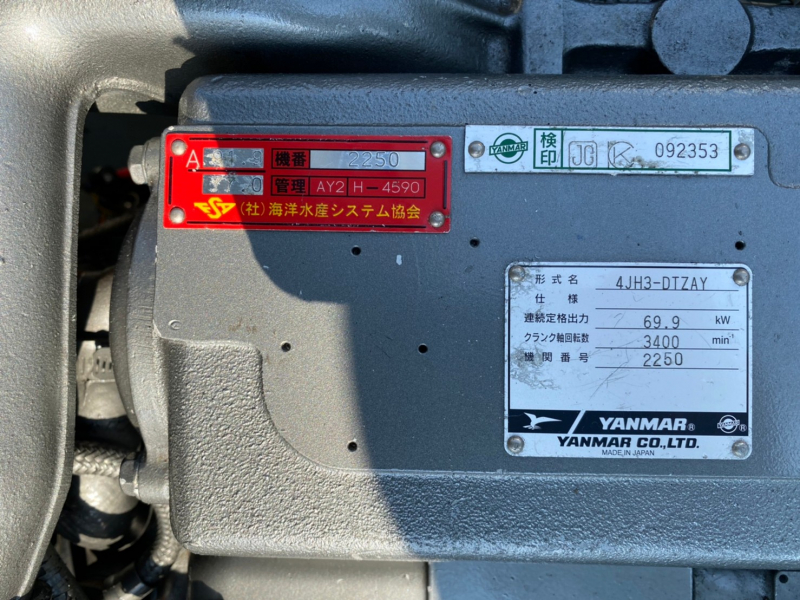 A
機番 2250
管理 AY2 H-4590
(社)海洋水産システム協会
YANMAR 検印 JG 092353
形式名 4JH3-DTZAY
仕様
連続定格出力 69.9 kW
クランク軸回転数 3400 min⁻¹
機関番号 2250
YANMAR®
YANMAR CO.,LTD.
MADE IN JAPAN